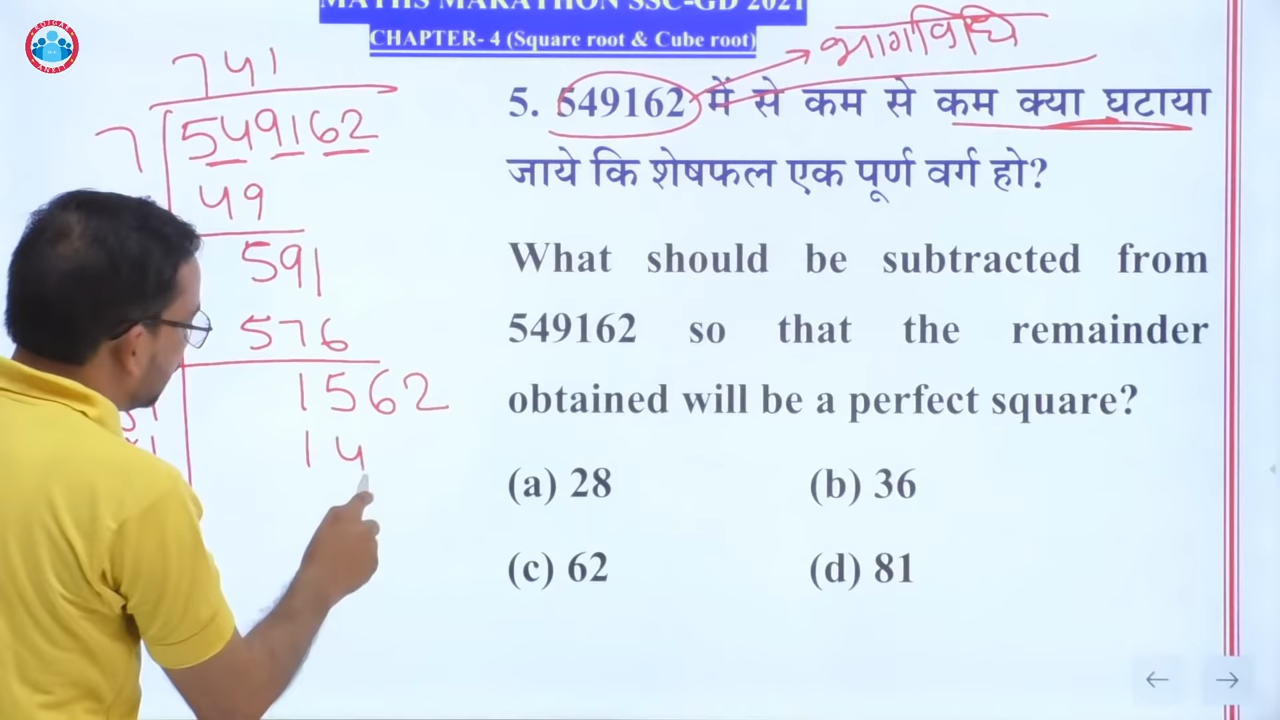 MATHS MARATHON SSC-GD 2021
CHAPTER- 4 (Square root & Cube root)
भागविधि
5. 549162 में से कम से कम क्या घटाया
जाये कि शेषफल एक पूर्ण वर्ग हो?
What should be subtracted from
549162 so that the remainder
obtained will be a perfect square?
(a) 28 (b) 36
(c) 62 (d) 81
741
7 549162
49
591
576
1562
14
ROJGAR
ANKIT